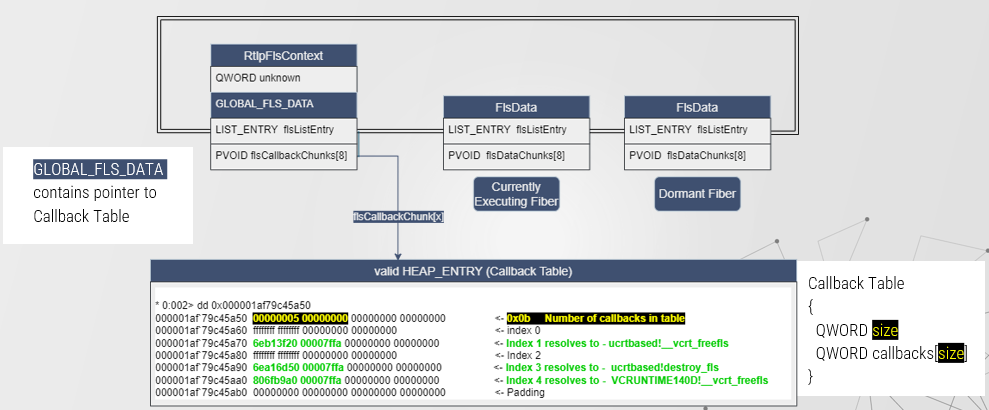 RtlpFlsContext
QWORD unknown
GLOBAL_FLS_DATA
LIST_ENTRY flsListEntry
PVOID flsCallbackChunks[8]
FlsData
LIST_ENTRY flsListEntry
PVOID flsDataChunks[8]
Currently
Executing Fiber
FlsData
LIST_ENTRY flsListEntry
PVOID flsDataChunks[8]
Dormant Fiber
GLOBAL_FLS_DATA
contains pointer to
Callback Table
flsCallbackChunk[x]
valid HEAP_ENTRY (Callback Table)
* 0:002> dd 0x000001af79c45a50
000001af`79c45a50 00000005 00000000 00000000 00000000 <- 0x0b Number of callbacks in table
000001af`79c45a60 ffffffff ffffffff 00000000 00000000 <- index 0
000001af`79c45a70 6eb13f20 00007ffa 00000000 00000000 <- Index 1 resolves to - ucrtbased!__vcrt_freefls
000001af`79c45a80 ffffffff ffffffff 00000000 00000000 <- Index 2
000001af`79c45a90 6ea16d50 00007ffa 00000000 00000000 <- Index 3 resolves to - ucrtbased!destroy_fls
000001af`79c45aa0 806fb9a0 00007ffa 00000000 00000000 <- Index 4 resolves to - VCRUNTIME140D!__vcrt_freefls
000001af`79c45ab0 00000000 00000000 00000000 00000000 <- Padding
Callback Table
{
QWORD size
QWORD callbacks[size]
}